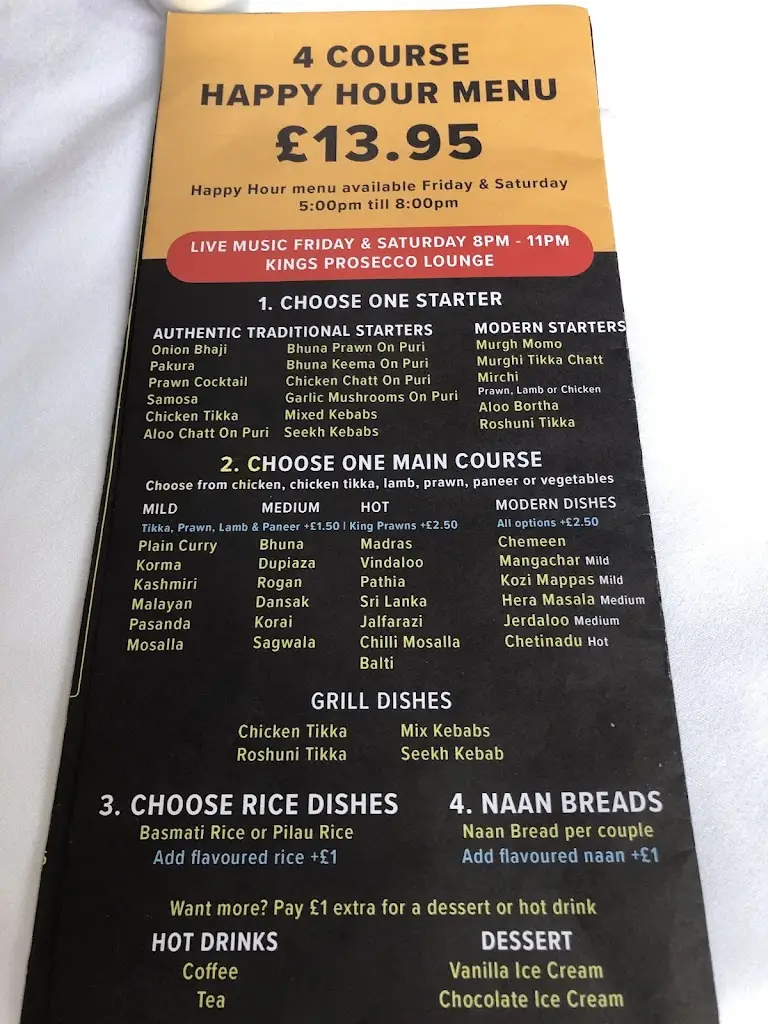 4 COURSE
HAPPY HOUR MENU
£13.95
Happy Hour menu available Friday & Saturday
5:00pm till 8:00pm
LIVE MUSIC FRIDAY & SATURDAY 8PM - 11PM
KINGS PROSECCO LOUNGE
1. CHOOSE ONE STARTER
AUTHENTIC TRADITIONAL STARTERS
Onion Bhaji
Pakura
Prawn Cocktail
Samosa
Chicken Tikka
Aloo Chatt On Puri
Bhuna Prawn On Puri
Bhuna Keema On Puri
Chicken Chatt On Puri
Garlic Mushrooms On Puri
Mixed Kebabs
Seekh Kebabs
MODERN STARTERS
Murgh Momo
Murghi Tikka Chatt
Mirchi
Prawn, Lamb or Chicken
Aloo Bortha
Roshuni Tikka
2. CHOOSE ONE MAIN COURSE
Choose from chicken, chicken tikka, lamb, prawn, paneer or vegetables
MILD MEDIUM HOT
Tikka, Prawn, Lamb & Paneer +£1.50 | King Prawns +£2.50
Plain Curry
Korma
Kashmiri
Malayan
Pasanda
Mosalla
Bhuna
Dupiaza
Rogan
Dansak
Korai
Sagwala
Madras
Vindaloo
Pathia
Sri Lanka
Jalfarazi
Chilli Mosalla
Balti
MODERN DISHES
All options +£2.50
Chemeen
Mangachar Mild
Kozi Mappas Mild
Hera Masala Medium
Jerdaloo Medium
Chetinadu Hot
GRILL DISHES
Chicken Tikka
Roshuni Tikka
Mix Kebabs
Seekh Kebab
3. CHOOSE RICE DISHES
Basmati Rice or Pilau Rice
Add flavoured rice +£1
4. NAAN BREADS
Naan Bread per couple
Add flavoured naan +£1
Want more? Pay £1 extra for a dessert or hot drink
HOT DRINKS
Coffee
Tea
DESSERT
Vanilla Ice Cream
Chocolate Ice Cream